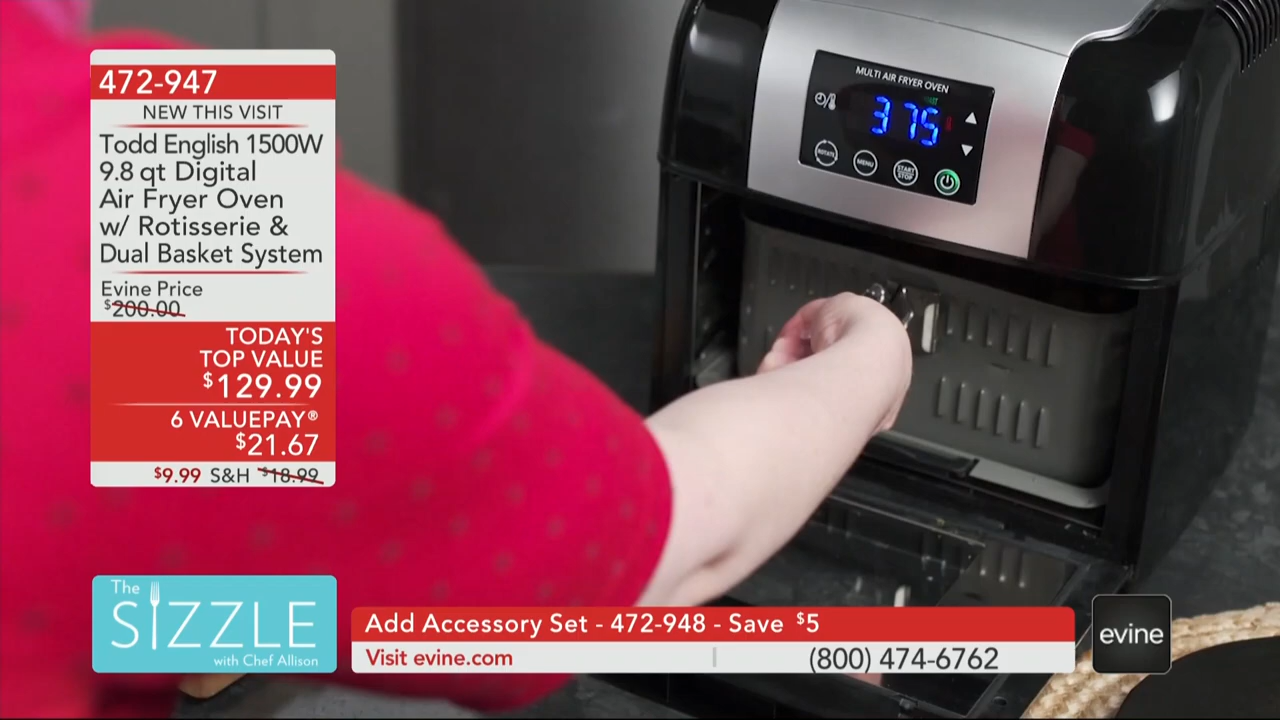 472-947
NEW THIS VISIT
Todd English 1500W
9.8 qt Digital
Air Fryer Oven
w/ Rotisserie &
Dual Basket System
Evine Price
$200.00
TODAY'S
TOP VALUE
$129.99
6 VALUEPAY®
$21.67
$9.99 S&H $18.99
MULTI AIR FRYER OVEN
375
ROTATE
MENU
START
STOP
The
SIZZLE
with Chef Allison
Add Accessory Set - 472-948 - Save $5
Visit evine.com
(800) 474-6762
evine